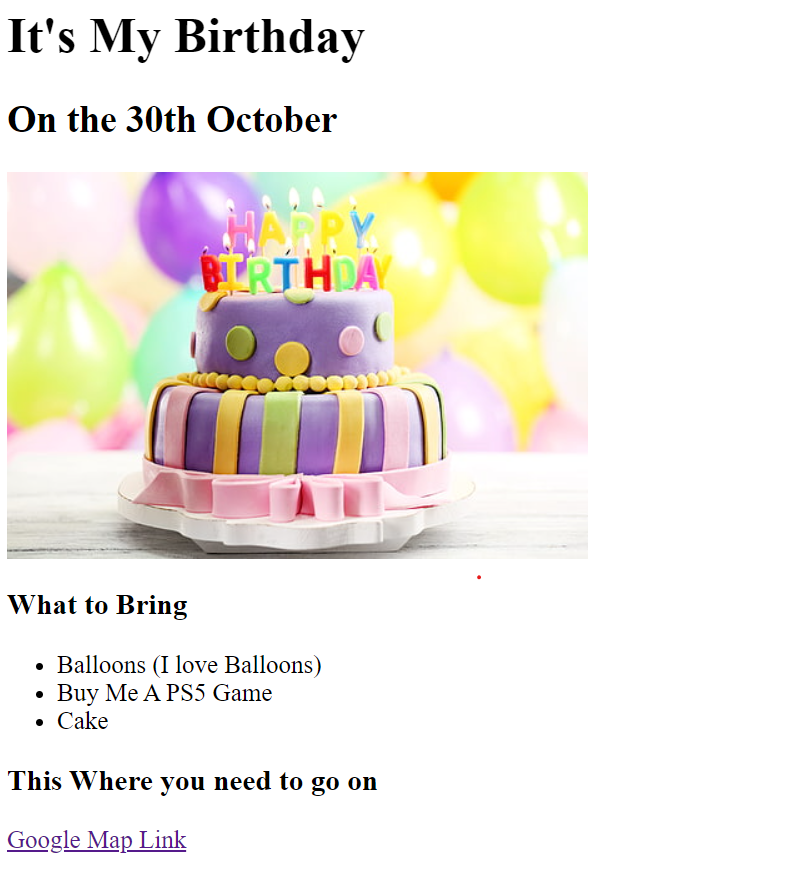 It's My Birthday
On the 30th October
HAPPY
BIRTHDAY
What to Bring
Balloons (I love Balloons)
Buy Me A PS5 Game
Cake
This Where you need to go on
Google Map Link